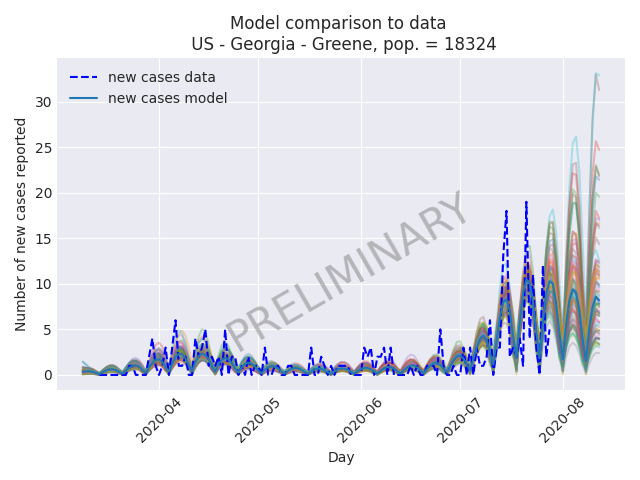 Model comparison to data
US - Georgia - Greene, pop. = 18324
new cases data
new cases model
PRELIMINARY
Number of new cases reported
30
25
20
15
10
5
0
2020-04
2020-05
2020-06
2020-07
2020-08
Day